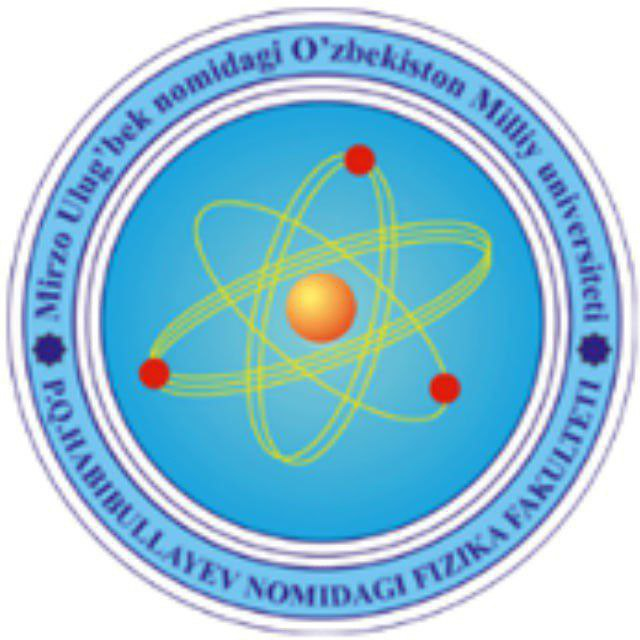 Mirzo Ulug'bek nomidagi O'zbekiston Milliy universiteti
P.Q.HABIBULLAYEV NOMIDAGI FIZIKA FAKULTETI